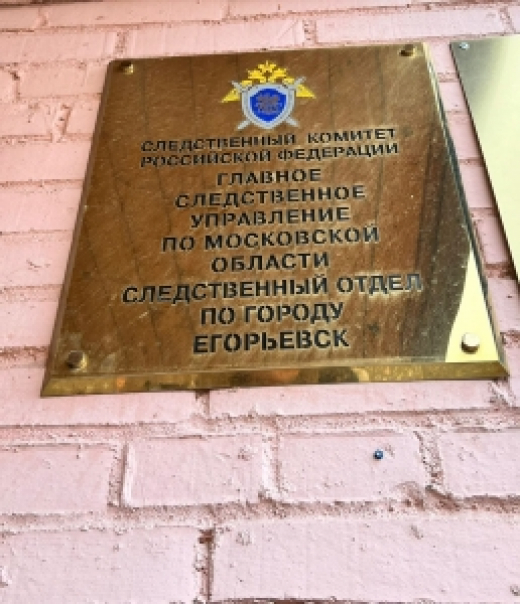 СЛЕДСТВЕННЫЙ КОМИТЕТ
РОССИЙСКОЙ ФЕДЕРАЦИИ
ГЛАВНОЕ
СЛЕДСТВЕННОЕ
УПРАВЛЕНИЕ
ПО МОСКОВСКОЙ
ОБЛАСТИ
СЛЕДСТВЕННЫЙ ОТДЕЛ
ПО ГОРОДУ
ЕГОРЬЕВСК